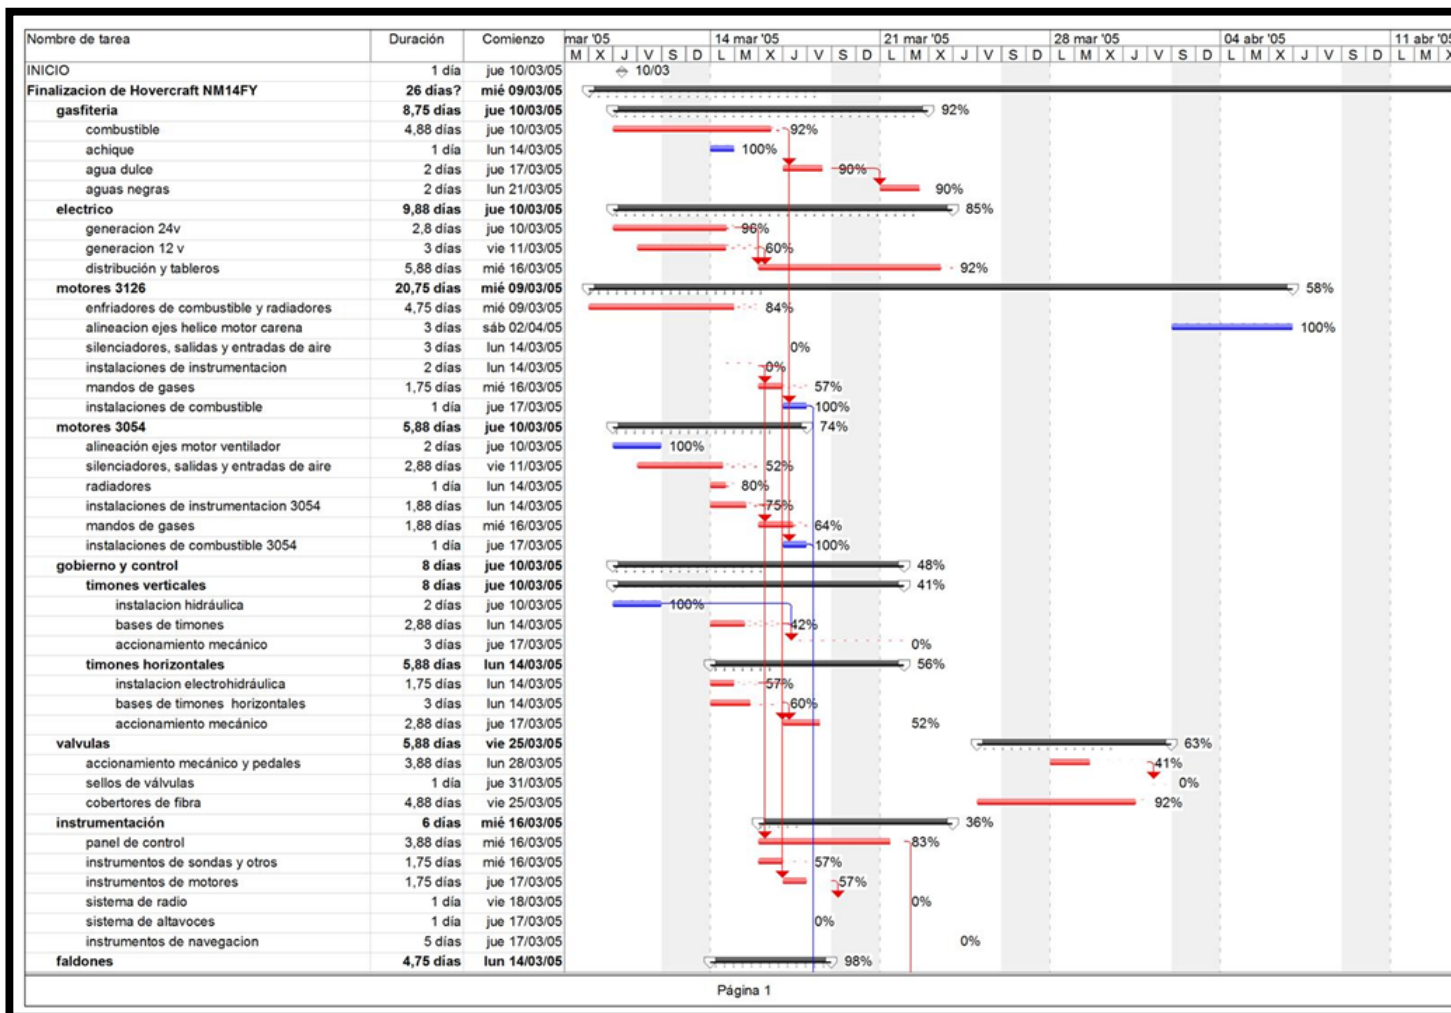 Nombre de tarea Duración Comienzo mar '05 14 mar '05 21 mar '05 28 mar '05 04 abr '05 11 abr '05
M X J V S D L M X J V S D L M X J V S D L M X J V S D L M X J V S D L M X
INICIO 1 día jue 10/03/05 10/03
Finalizacion de Hovercraft NM14FY 26 días? mié 09/03/05
gasfiteria 8,75 días jue 10/03/05 92%
combustible 4,88 días jue 10/03/05 92%
achique 1 día lun 14/03/05 100%
agua dulce 2 días jue 17/03/05 90%
aguas negras 2 días lun 21/03/05 90%
electrico 9,88 días jue 10/03/05 85%
generacion 24v 2,8 días jue 10/03/05 96%
generacion 12 v 3 días vie 11/03/05 60%
distribución y tableros 5,88 días mié 16/03/05 92%
motores 3126 20,75 días mié 09/03/05 58%
enfriadores de combustible y radiadores 4,75 días mié 09/03/05 84%
alineacion ejes helice motor carena 3 días sáb 02/04/05 100%
silenciadores, salidas y entradas de aire 3 días lun 14/03/05 0%
instalaciones de instrumentacion 2 días lun 14/03/05 0%
mandos de gases 1,75 días mié 16/03/05 57%
instalaciones de combustible 1 día jue 17/03/05 100%
motores 3054 5,88 días jue 10/03/05 74%
alineación ejes motor ventilador 2 días jue 10/03/05 100%
silenciadores, salidas y entradas de aire 2,88 días vie 11/03/05 52%
radiadores 1 día lun 14/03/05 80%
instalaciones de instrumentacion 3054 1,88 días lun 14/03/05 75%
mandos de gases 1,88 días mié 16/03/05 64%
instalaciones de combustible 3054 1 día jue 17/03/05 100%
gobierno y control 8 días jue 10/03/05 48%
timones verticales 8 días jue 10/03/05 41%
instalacion hidráulica 2 días jue 10/03/05 100%
bases de timones 2,88 días lun 14/03/05 42%
accionamiento mecánico 3 días jue 17/03/05 0%
timones horizontales 5,88 días lun 14/03/05 56%
instalacion electrohidráulica 1,75 días lun 14/03/05 57%
bases de timones horizontales 3 días lun 14/03/05 60%
accionamiento mecánico 2,88 días jue 17/03/05 52%
valvulas 5,88 días vie 25/03/05 63%
accionamiento mecánico y pedales 3,88 días lun 28/03/05 41%
sellos de válvulas 1 día jue 31/03/05 0%
cobertores de fibra 4,88 días vie 25/03/05 92%
instrumentación 6 días mié 16/03/05 36%
panel de control 3,88 días mié 16/03/05 83%
instrumentos de sondas y otros 1,75 días mié 16/03/05 57%
instrumentos de motores 1,75 días jue 17/03/05 57%
sistema de radio 1 día vie 18/03/05 0%
sistema de altavoces 1 día jue 17/03/05 0%
instrumentos de navegacion 5 días jue 17/03/05 0%
faldones 4,75 días lun 14/03/05 98%
Página 1